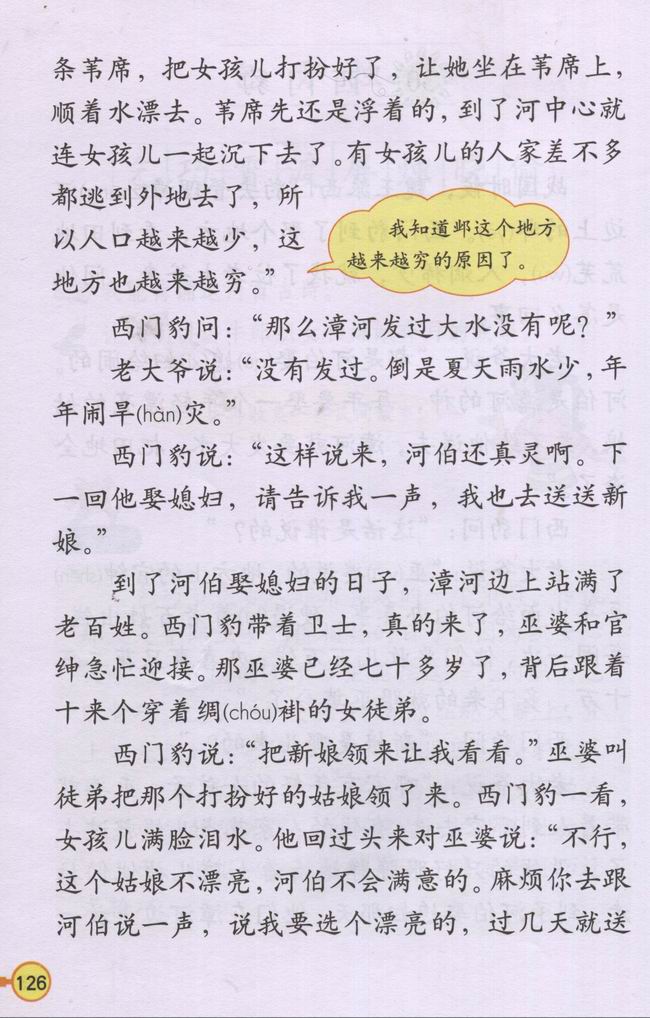 条苇席，把女孩儿打扮好了，让她坐在苇席上，
顺着水漂去。苇席先还是浮着的，到了河中心就
连女孩儿一起沉下去了。有女孩儿的人家差不多
都逃到外地去了，所
以人口越来越少，这
地方也越来越穷。”
我知道邺这个地方
越来越穷的原因了。
西门豹问：“那么漳河发过大水没有呢？”
老大爷说：“没有发过。倒是夏天雨水少，年
年闹旱(hàn)灾。”
西门豹说：“这样说来，河伯还真灵啊。下
一回他娶媳妇，请告诉我一声，我也去送送新
娘。”
到了河伯娶媳妇的日子，漳河边上站满了
老百姓。西门豹带着卫士，真的来了，巫婆和官
绅急忙迎接。那巫婆已经七十多岁了，背后跟着
十来个穿着绸(chóu)褂的女徒弟。
西门豹说：“把新娘领来让我看看。”巫婆叫
徒弟把那个打扮好的姑娘领了来。西门豹一看，
女孩儿满脸泪水。他回过头来对巫婆说：“不行，
这个姑娘不漂亮，河伯不会满意的。麻烦你去跟
河伯说一声，说我要选个漂亮的，过几天就送
126